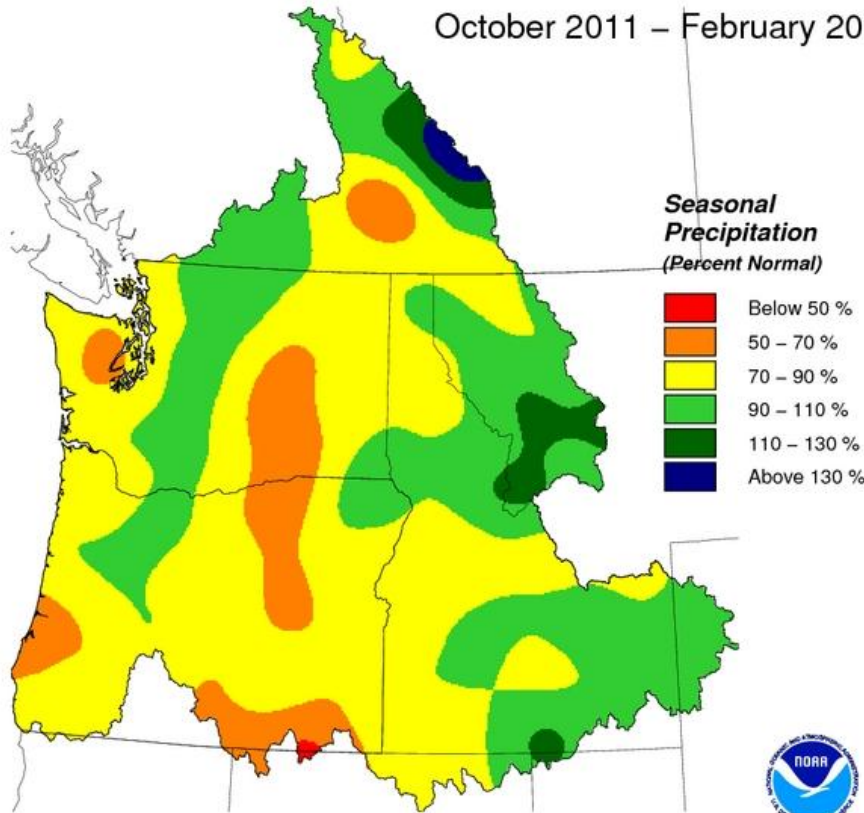 October 2011 – February 20
Seasonal
Precipitation
(Percent Normal)
Below 50 %
50 – 70 %
70 – 90 %
90 – 110 %
110 – 130 %
Above 130 %
NOAA